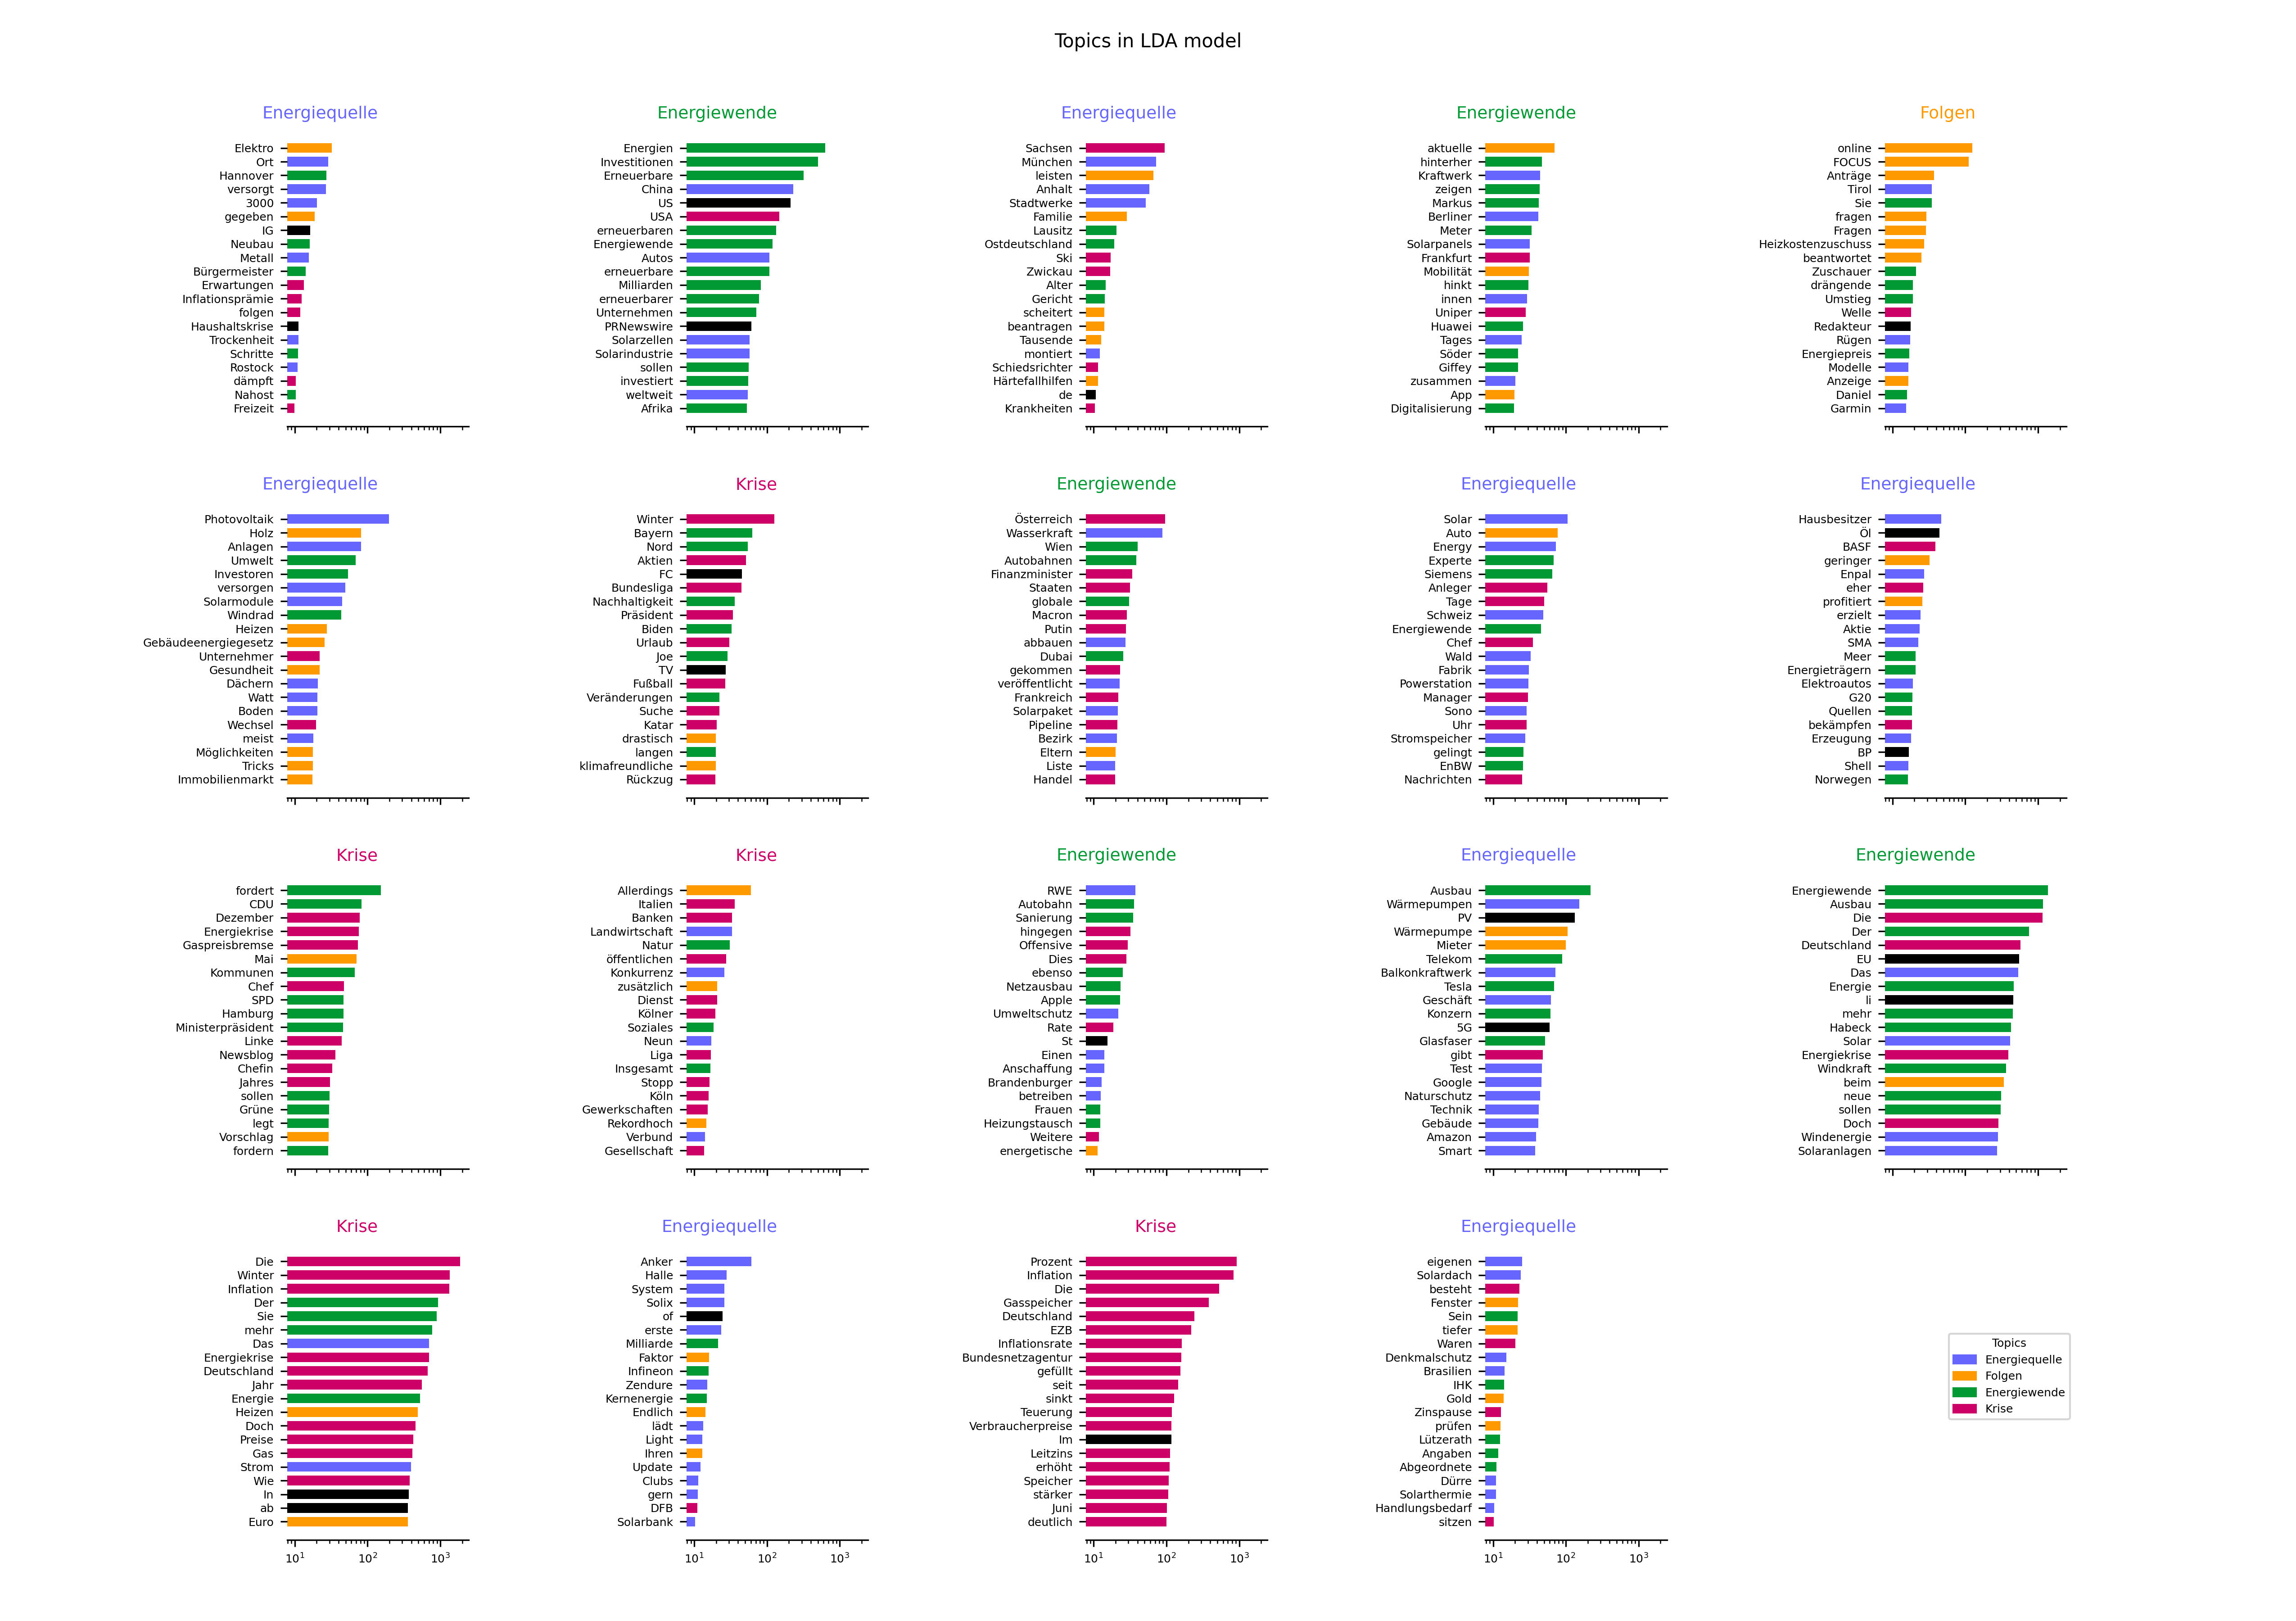 Topics in LDA model
Energiequelle
Elektro
Ort
Hannover
versorgt
3000
gegeben
IG
Neubau
Metall
Bürgermeister
Erwartungen
Inflationsprämie
folgen
Haushaltskrise
Trockenheit
Schritte
Rostock
dämpft
Nahost
Freizeit
Energiewende
Energien
Investitionen
Erneuerbare
China
US
USA
erneuerbaren
Energiewende
Autos
erneuerbare
Milliarden
erneuerbarer
Unternehmen
PRNewswire
Solarzellen
Solarindustrie
sollen
investiert
weltweit
Afrika
Energiequelle
Sachsen
München
leisten
Anhalt
Stadtwerke
Familie
Lausitz
Ostdeutschland
Ski
Zwickau
Alter
Gericht
scheitert
beantragen
Tausende
montiert
Schiedsrichter
Härtefallhilfen
de
Krankheiten
Energiewende
aktuelle
hinterher
Kraftwerk
zeigen
Markus
Berliner
Meter
Solarpanels
Frankfurt
Mobilität
hinkt
innen
Uniper
Huawei
Tages
Söder
Giffey
zusammen
App
Digitalisierung
Folgen
online
FOCUS
Anträge
Tirol
Sie
fragen
Fragen
Heizkostenzuschuss
beantwortet
Zuschauer
drängende
Umstieg
Welle
Redakteur
Rügen
Energiepreis
Modelle
Anzeige
Daniel
Garmin
Energiequelle
Photovoltaik
Holz
Anlagen
Umwelt
Investoren
versorgen
Solarmodule
Windrad
Heizen
Gebäudeenergiegesetz
Unternehmer
Gesundheit
Dächern
Watt
Boden
Wechsel
meist
Möglichkeiten
Tricks
Immobilienmarkt
Krise
Winter
Bayern
Nord
Aktien
FC
Bundesliga
Nachhaltigkeit
Präsident
Biden
Urlaub
Joe
TV
Fußball
Veränderungen
Suche
Katar
drastisch
langen
klimafreundliche
Rückzug
Energiewende
Österreich
Wasserkraft
Wien
Autobahnen
Finanzminister
Staaten
globale
Macron
Putin
abbauen
Dubai
gekommen
veröffentlicht
Frankreich
Solarpaket
Pipeline
Bezirk
Eltern
Liste
Handel
Energiequelle
Solar
Auto
Energy
Experte
Siemens
Anleger
Tage
Schweiz
Energiewende
Chef
Wald
Fabrik
Powerstation
Manager
Sono
Uhr
Stromspeicher
gelingt
EnBW
Nachrichten
Energiequelle
Hausbesitzer
Öl
BASF
geringer
Enpal
eher
profitiert
erzielt
Aktie
SMA
Meer
Energieträgern
Elektroautos
G20
Quellen
bekämpfen
Erzeugung
BP
Shell
Norwegen
Krise
fordert
CDU
Dezember
Energiekrise
Gaspreisbremse
Mai
Kommunen
Chef
SPD
Hamburg
Ministerpräsident
Linke
Newsblog
Chefin
Jahres
sollen
Grüne
legt
Vorschlag
fordern
Krise
Allerdings
Italien
Banken
Landwirtschaft
Natur
öffentlichen
Konkurrenz
zusätzlich
Dienst
Kölner
Soziales
Neun
Liga
Insgesamt
Stopp
Köln
Gewerkschaften
Rekordhoch
Verbund
Gesellschaft
Energiewende
RWE
Autobahn
Sanierung
hingegen
Offensive
Dies
ebenso
Netzausbau
Apple
Umweltschutz
Rate
St
Einen
Anschaffung
Brandenburger
betreiben
Frauen
Heizungstausch
Weitere
energetische
Energiequelle
Ausbau
Wärmepumpen
PV
Wärmepumpe
Mieter
Telekom
Balkonkraftwerk
Tesla
Geschäft
Konzern
5G
Glasfaser
gibt
Test
Google
Naturschutz
Technik
Gebäude
Amazon
Smart
Energiewende
Energiewende
Ausbau
Die
Der
Deutschland
EU
Das
Energie
li
mehr
Habeck
Solar
Energiekrise
Windkraft
beim
neue
sollen
Doch
Windenergie
Solaranlagen
Krise
Die
Winter
Inflation
Der
Sie
mehr
Das
Energiekrise
Deutschland
Jahr
Energie
Heizen
Doch
Preise
Gas
Strom
Wie
In
ab
Euro
10¹ 10² 10³
Energiequelle
Anker
Halle
System
Solix
of
erste
Milliarde
Faktor
Infineon
Zendure
Kernenergie
Endlich
lädt
Light
Ihren
Update
Clubs
gern
DFB
Solarbank
10¹ 10² 10³
Krise
Prozent
Inflation
Die
Gasspeicher
Deutschland
EZB
Inflationsrate
Bundesnetzagentur
gefüllt
seit
sinkt
Teuerung
Verbraucherpreise
Im
Leitzins
erhöht
Speicher
stärker
Juni
deutlich
10¹ 10² 10³
Energiequelle
eigenen
Solardach
besteht
Fenster
Sein
tiefer
Waren
Denkmalschutz
Brasilien
IHK
Gold
Zinspause
prüfen
Lützerath
Angaben
Abgeordnete
Dürre
Solarthermie
Handlungsbedarf
sitzen
10¹ 10² 10³
Topics
Energiequelle
Folgen
Energiewende
Krise